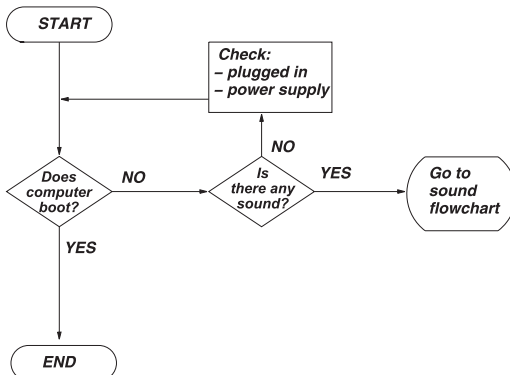 START
Check:
– plugged in
– power supply
Does
computer
boot?
NO
Is
there any
sound?
NO
YES
Go to
sound
flowchart
YES
END